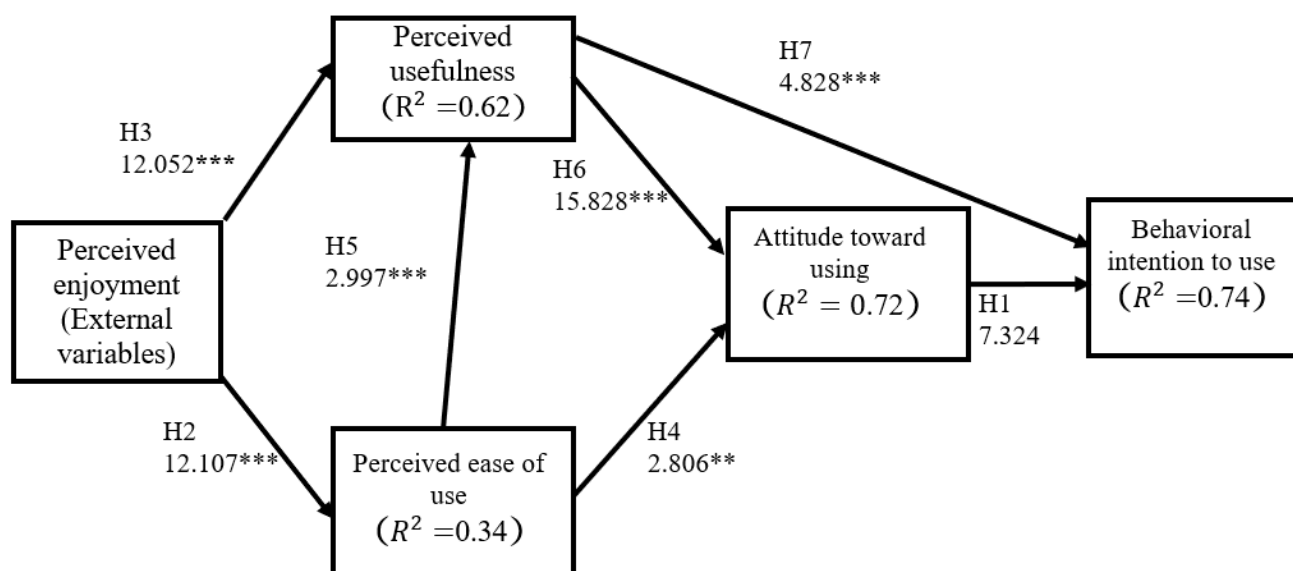 Perceived
usefulness
(R² =0.62)
H7
4.828***
H3
12.052***
H6
15.828***
Perceived
enjoyment
(External
variables)
H5
2.997***
Attitude toward
using
(R² = 0.72)
Behavioral
intention to use
(R² =0.74)
H1
7.324
H2
12.107***
Perceived ease of
use
(R² =0.34)
H4
2.806**